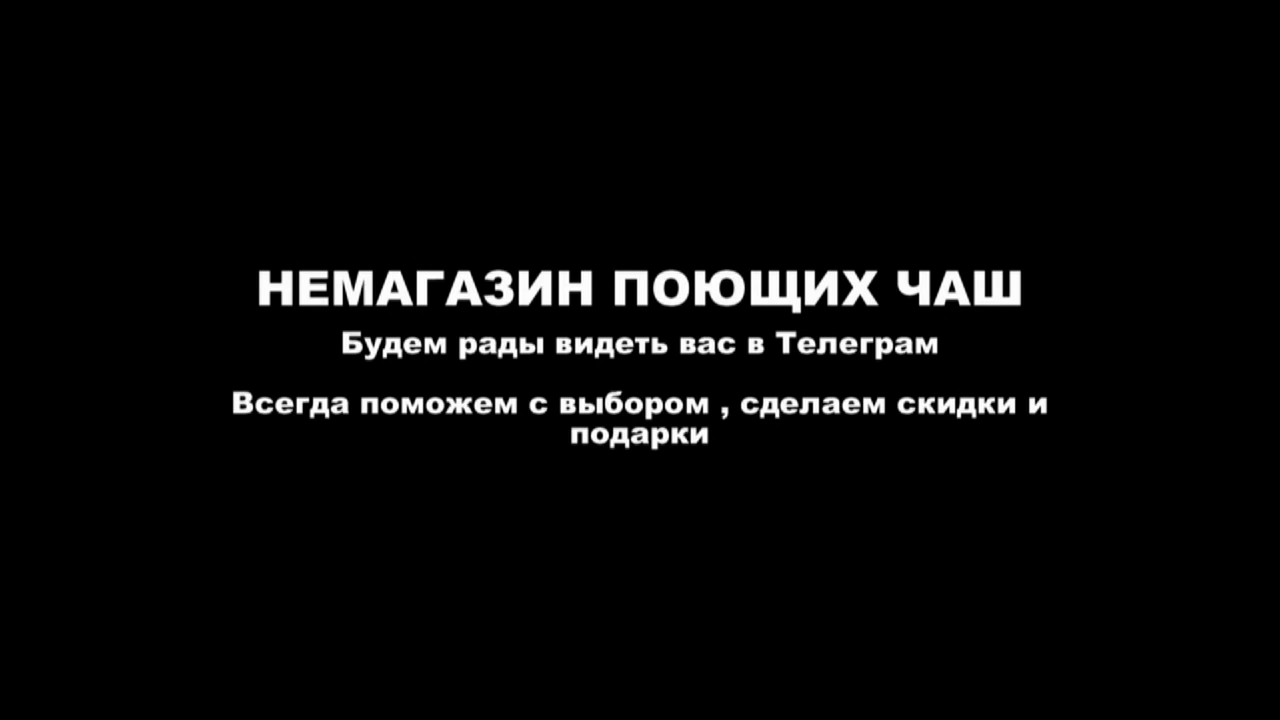 НЕМАГАЗИН ПОЮЩИХ ЧАШ
Будем рады видеть вас в Телеграм
Всегда поможем с выбором , сделаем скидки и
подарки